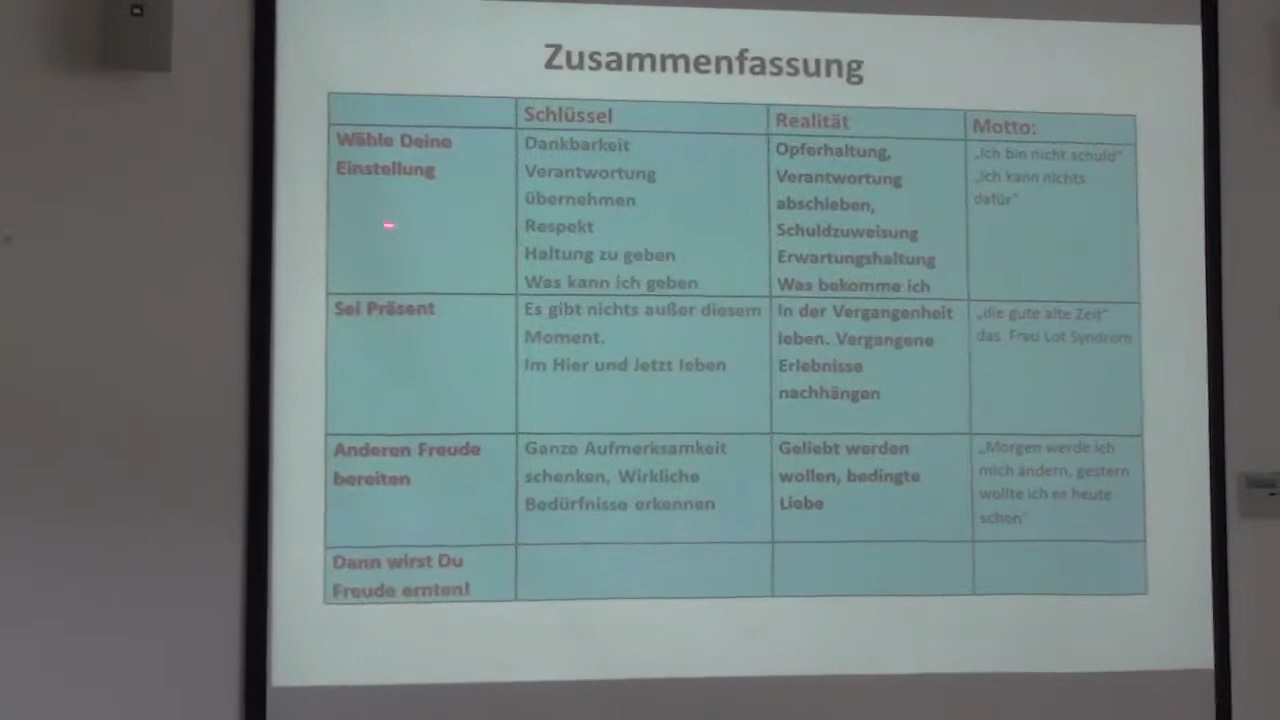 Zusammenfassung
Schlüssel
Realität
Motto:
Wähle Deine
Einstellung
Dankbarkeit
Verantwortung
übernehmen
Respekt
Haltung zu geben
Was kann ich geben
Opferhaltung,
Verantwortung
abschieben,
Schuldzuweisung
Erwartungshaltung
Was bekomme ich
„Ich bin nicht schuld"
„Ich kann nichts
dafür"
Sei Präsent
Es gibt nichts außer diesem
Moment.
Im Hier und Jetzt leben
In der Vergangenheit
leben. Vergangene
Erlebnisse
nachhängen
„die gute alte Zeit"
das Frau Lot Syndrom
Anderen Freude
bereiten
Ganze Aufmerksamkeit
schenken, Wirkliche
Bedürfnisse erkennen
Geliebt werden
wollen, bedingte
Liebe
„Morgen werde ich
mich ändern, gestern
wollte ich es heute
schon"
Dann wirst Du
Freude ernten!